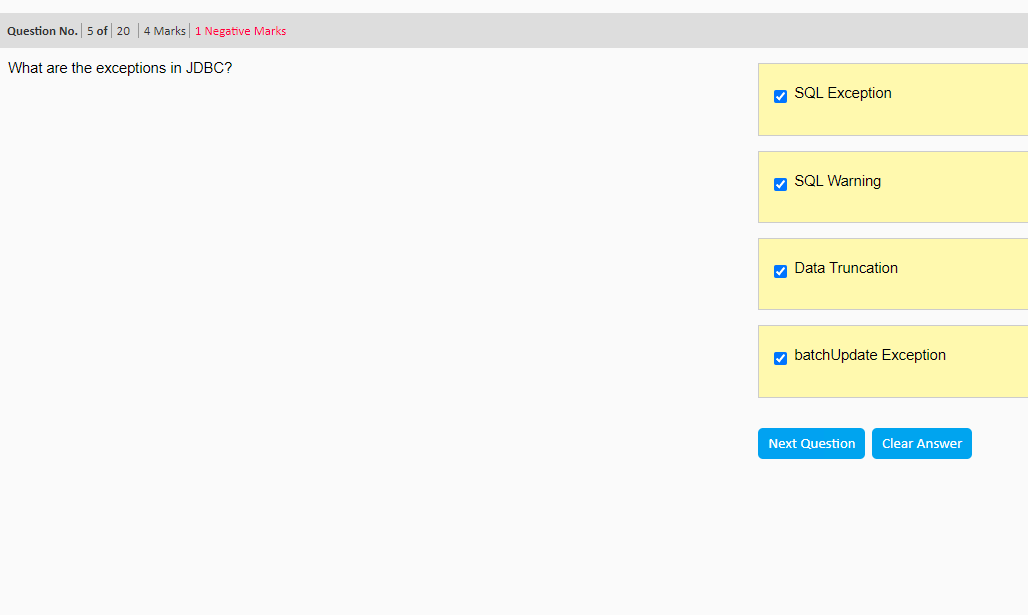 Question No. 5 of 20 4 Marks 1 Negative Marks
What are the exceptions in JDBC?
SQL Exception
SQL Warning
Data Truncation
batchUpdate Exception
Next Question Clear Answer